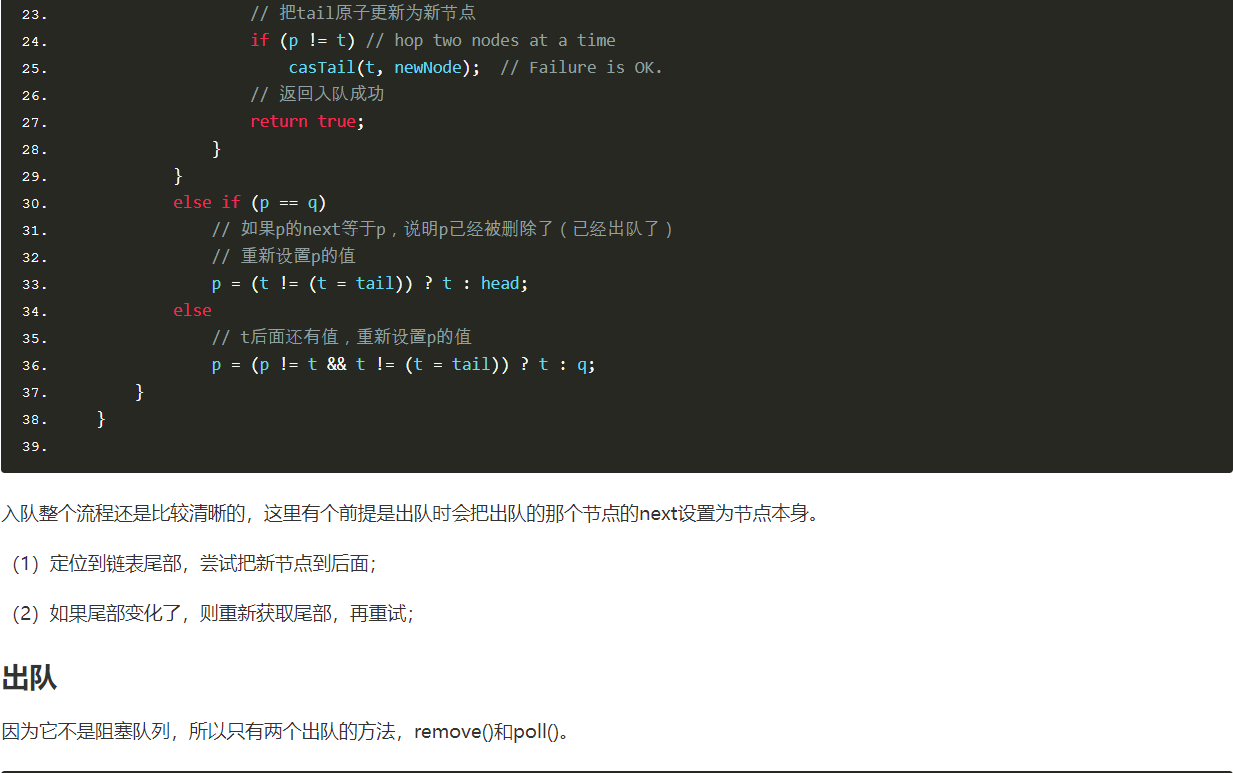 23. // 把tail原子更新为新节点
24. if (p != t) // hop two nodes at a time
25. casTail(t, newNode);  // Failure is OK.
26. // 返回入队成功
27. return true;
28. }
29. }
30. else if (p == q)
31. // 如果p的next等于p，说明p已经被删除了（已经出队了）
32. // 重新设置p的值
33. p = (t != (t = tail)) ? t : head;
34. else
35. // t后面还有值，重新设置p的值
36. p = (p != t && t != (t = tail)) ? t : q;
37. }
38. }
39.
入队整个流程还是比较清晰的，这里有个前提是出队时会把出队的那个节点的next设置为节点本身。
（1）定位到链表尾部，尝试把新节点到后面；
（2）如果尾部变化了，则重新获取尾部，再重试；
出队
因为它不是阻塞队列，所以只有两个出队的方法，remove()和poll()。